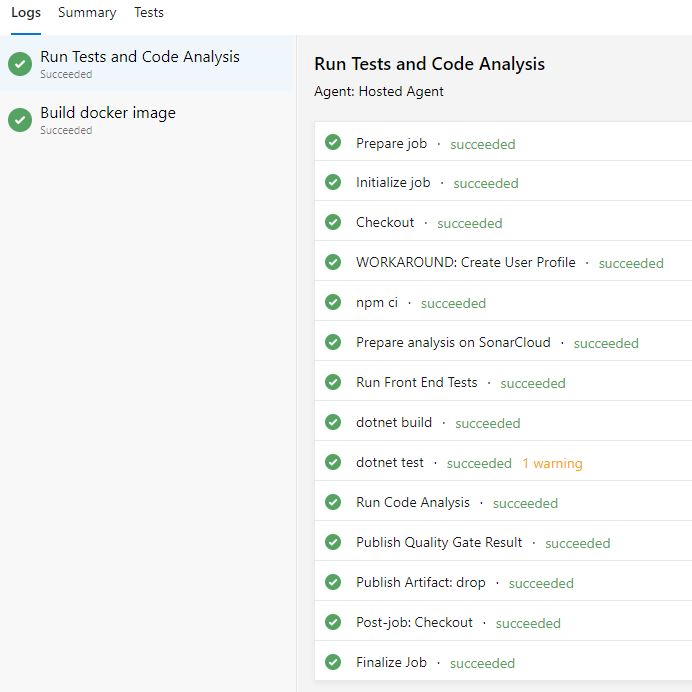 Logs Summary Tests
Run Tests and Code Analysis
Succeeded
Build docker image
Succeeded
Run Tests and Code Analysis
Agent: Hosted Agent
Prepare job · succeeded
Initialize job · succeeded
Checkout · succeeded
WORKAROUND: Create User Profile · succeeded
npm ci · succeeded
Prepare analysis on SonarCloud · succeeded
Run Front End Tests · succeeded
dotnet build · succeeded
dotnet test · succeeded 1 warning
Run Code Analysis · succeeded
Publish Quality Gate Result · succeeded
Publish Artifact: drop · succeeded
Post-job: Checkout · succeeded
Finalize Job · succeeded